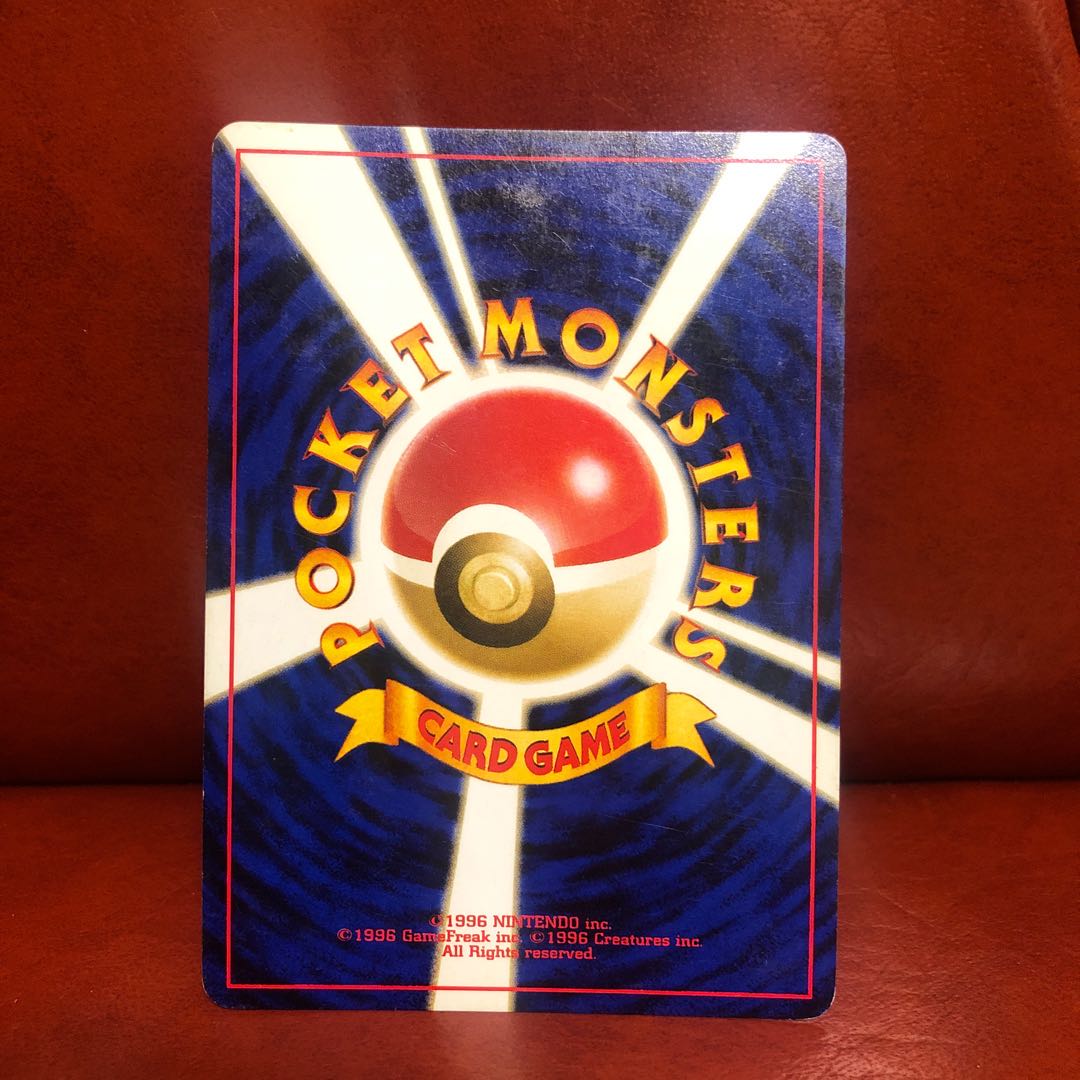 POCKET MONSTERS
CARD GAME
©1996 NINTENDO inc.
©1996 GameFreak inc. ©1996 Creatures inc.
All Rights reserved.